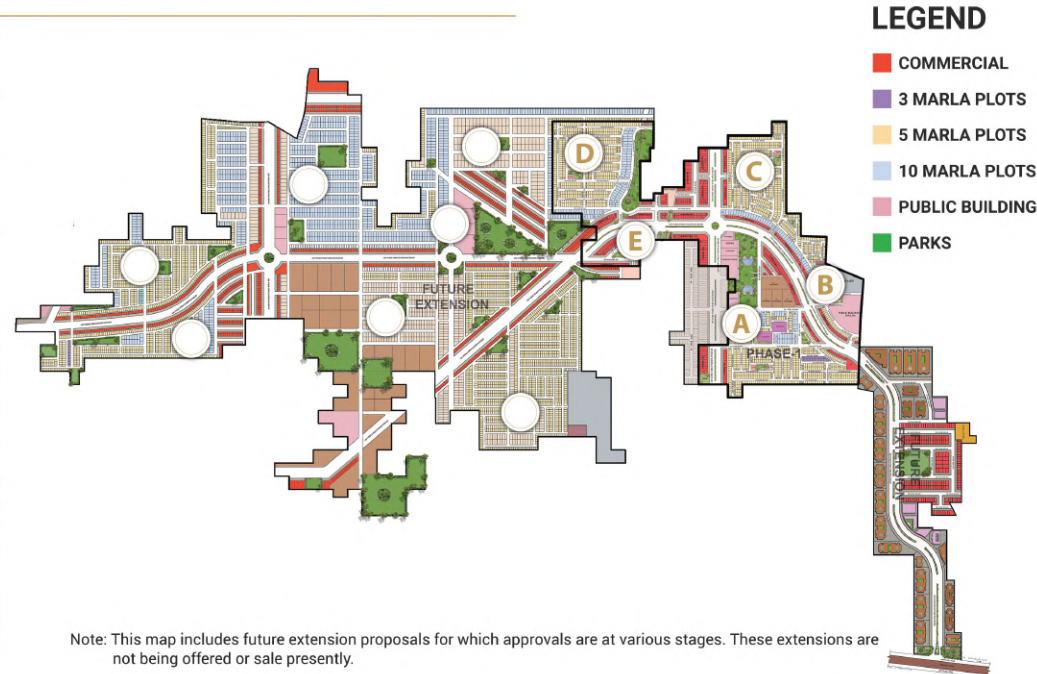 LEGEND
COMMERCIAL
3 MARLA PLOTS
5 MARLA PLOTS
10 MARLA PLOTS
PUBLIC BUILDING
PARKS
D
C
E
B
A
FUTURE
EXTENSION
PHASE-1
FUTURE
EXTENSION
Note: This map includes future extension proposals for which approvals are at various stages. These extensions are
not being offered or sale presently.